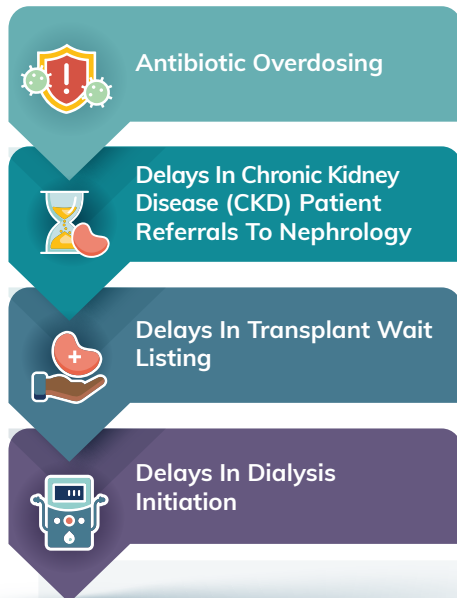 Antibiotic Overdosing
Delays In Chronic Kidney
Disease (CKD) Patient
Referrals To Nephrology
Delays In Transplant Wait
Listing
Delays In Dialysis
Initiation